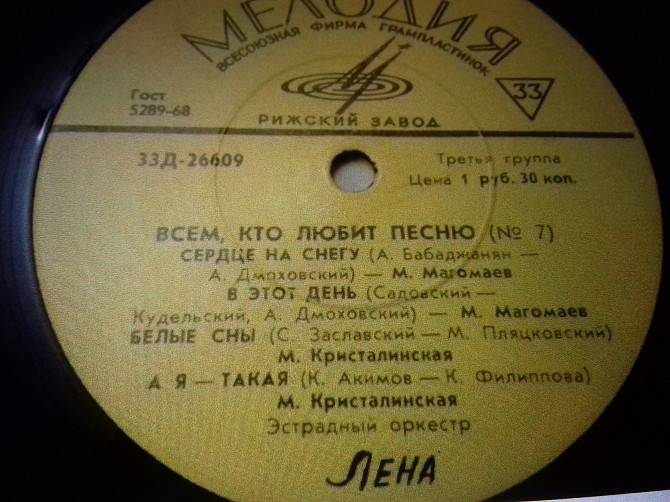 МЕЛОДИЯ
ВСЕСОЮЗНАЯ ФИРМА ГРАМПЛАСТИНОК
Гост
5289-68
33
РИЖСКИЙ ЗАВОД
33Д-26609
Третья группа
Цена 1 руб. 30 коп.
ВСЕМ, КТО ЛЮБИТ ПЕСНЮ (№ 7)
СЕРДЦЕ НА СНЕГУ (А. Бабаджанян —
А. Дмоховский) — М. Магомаев
В ЭТОТ ДЕНЬ (Садовский —
Кудельский, А. Дмоховский) — М. Магомаев
БЕЛЫЕ СНЫ (С. Заславский — М. Пляцковский)
М. Кристалинская
А Я — ТАКАЯ (К. Акимов — К. Филиппова)
М. Кристалинская
Эстрадный оркестр
ЛЕНА